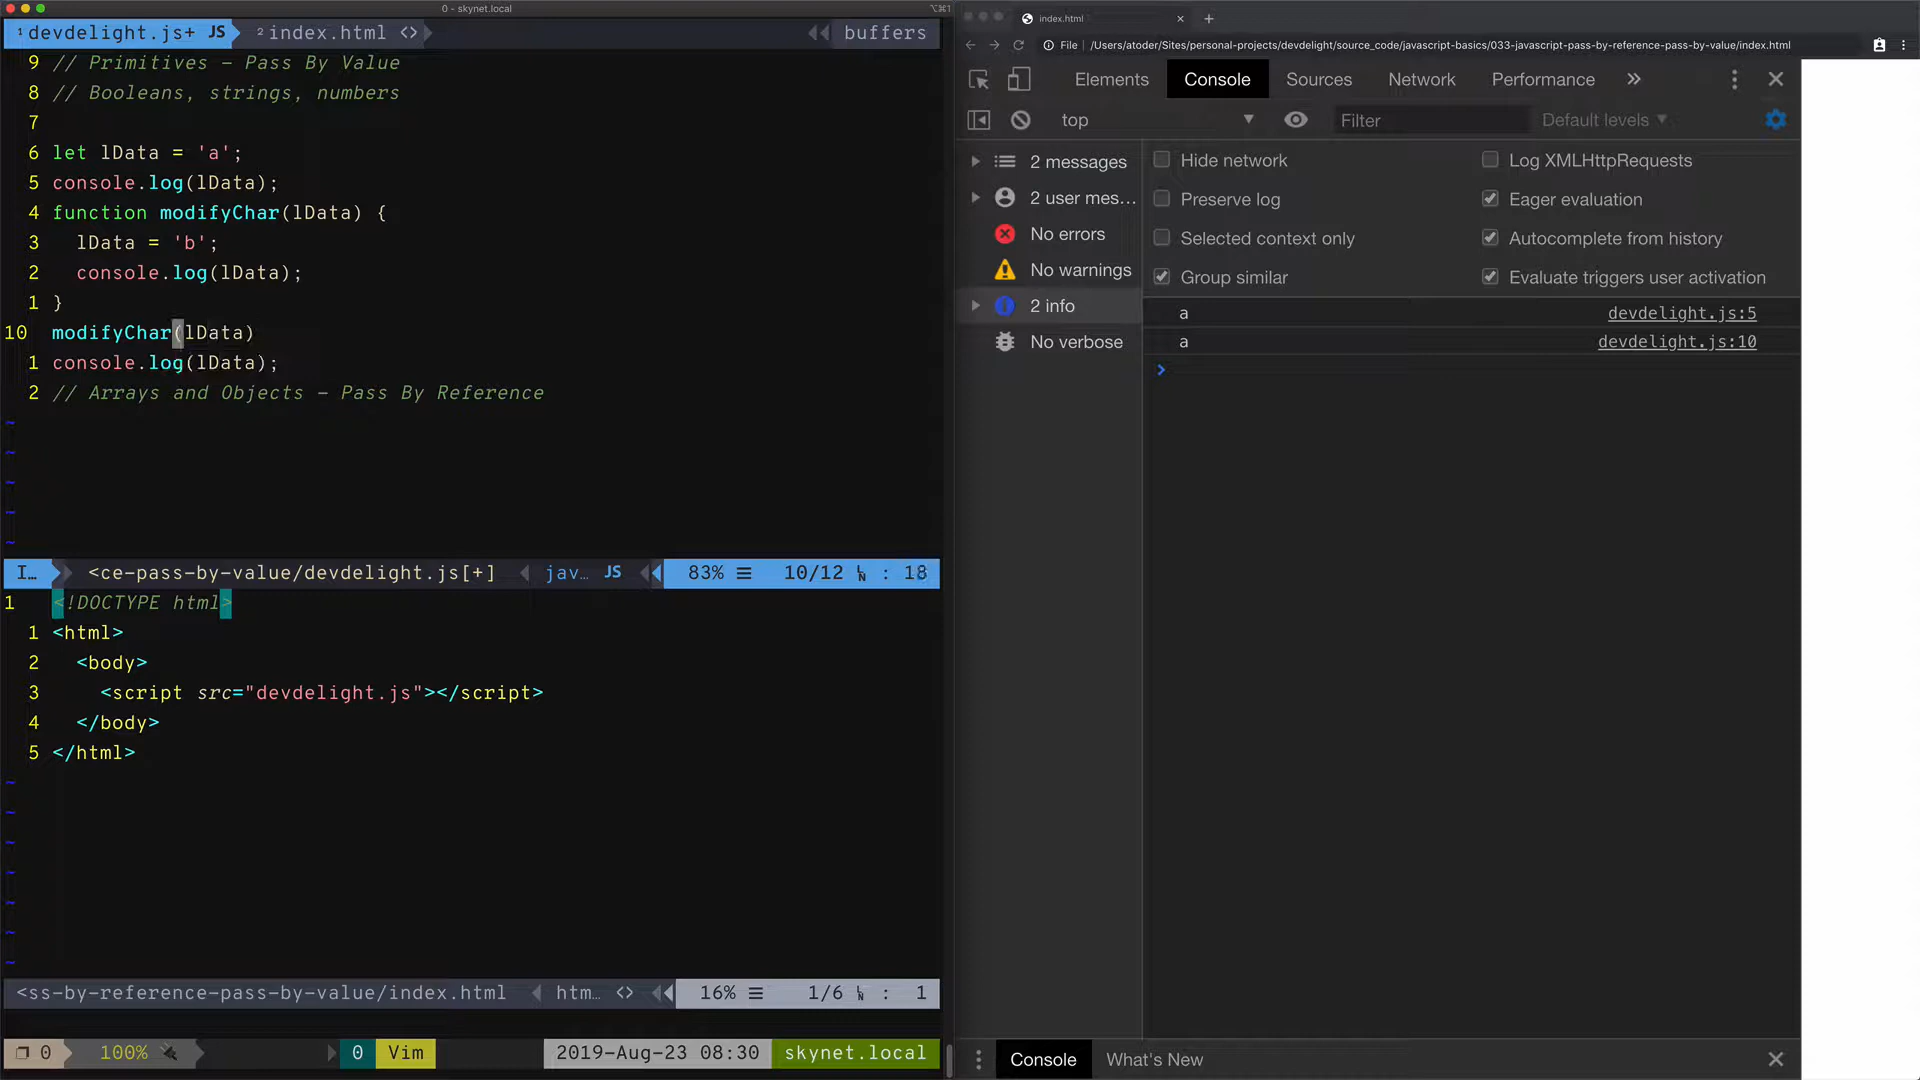 0 - skynet.local
⌥⌘1
1 devdelight.js+ JS
2 index.html <>
buffers
9 // Primitives - Pass By Value
8 // Booleans, strings, numbers
7
6 let lData = 'a';
5 console.log(lData);
4 function modifyChar(lData) {
3 lData = 'b';
2 console.log(lData);
1 }
10 modifyChar(lData)
1 console.log(lData);
2 // Arrays and Objects - Pass By Reference
~
~
~
~
~
I… <ce-pass-by-value/devdelight.js[+] jav… JS 83% ☰ 10/12 : 18
1 <!DOCTYPE html>
1 <html>
2 <body>
3 <script src="devdelight.js"></script>
4 </body>
5 </html>
~
~
~
~
~
~
~
<ss-by-reference-pass-by-value/index.html htm… <> 16% ☰ 1/6 : 1
0 100% 0 Vim 2019-Aug-23 08:30 skynet.local
index.html
File /Users/atoder/Sites/personal-projects/devdelight/source_code/javascript-basics/033-javascript-pass-by-reference-pass-by-value/index.html
Elements Console Sources Network Performance »
top Filter Default levels
2 messages
2 user mes…
No errors
No warnings
2 info
No verbose
Hide network
Log XMLHttpRequests
Preserve log
Eager evaluation
Selected context only
Autocomplete from history
Group similar
Evaluate triggers user activation
a devdelight.js:5
a devdelight.js:10
Console What's New